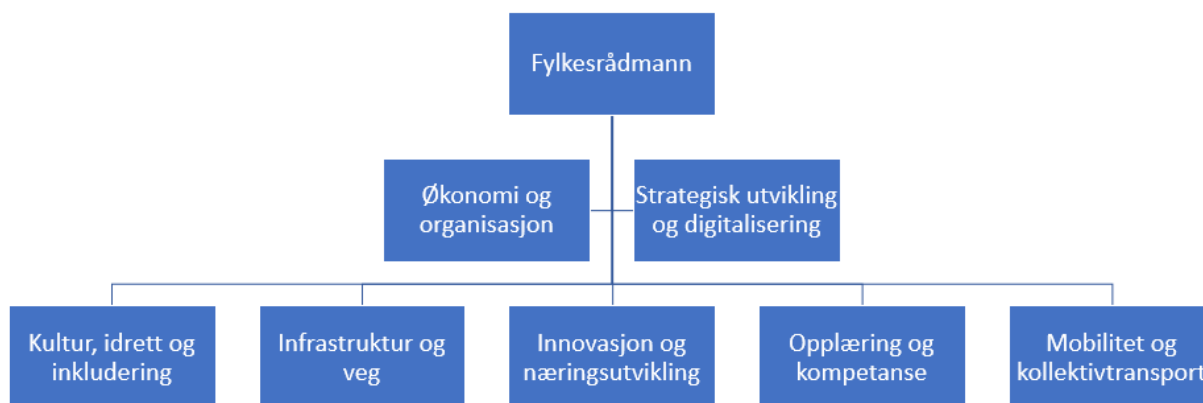 Fylkesrådmann
Økonomi og
organisasjon
Strategisk utvikling
og digitalisering
Kultur, idrett og
inkludering
Infrastruktur og
veg
Innovasjon og
næringsutvikling
Opplæring og
kompetanse
Mobilitet og
kollektivtransport